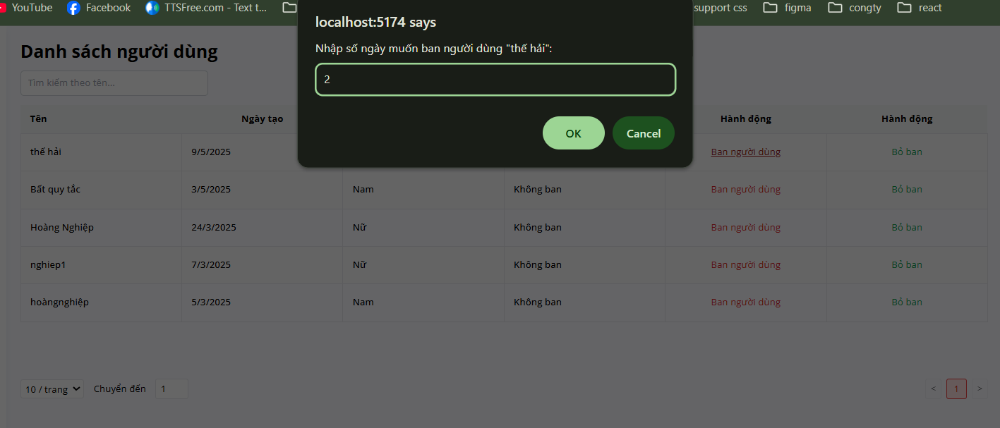 YouTube Facebook TTSFree.com - Text t... support css figma congty react
localhost:5174 says
Nhập số ngày muốn ban người dùng "thế hải":
2
OK Cancel
Danh sách người dùng
Tìm kiếm theo tên...
Tên Ngày tạo Hành động Hành động
thế hải 9/5/2025 Ban người dùng Bỏ ban
Bất quy tắc 3/5/2025 Nam Không ban Ban người dùng Bỏ ban
Hoàng Nghiệp 24/3/2025 Nữ Không ban Ban người dùng Bỏ ban
nghiep1 7/3/2025 Nữ Không ban Ban người dùng Bỏ ban
hoàngnghiệp 5/3/2025 Nam Không ban Ban người dùng Bỏ ban
10 / trang Chuyển đến 1 < 1 >